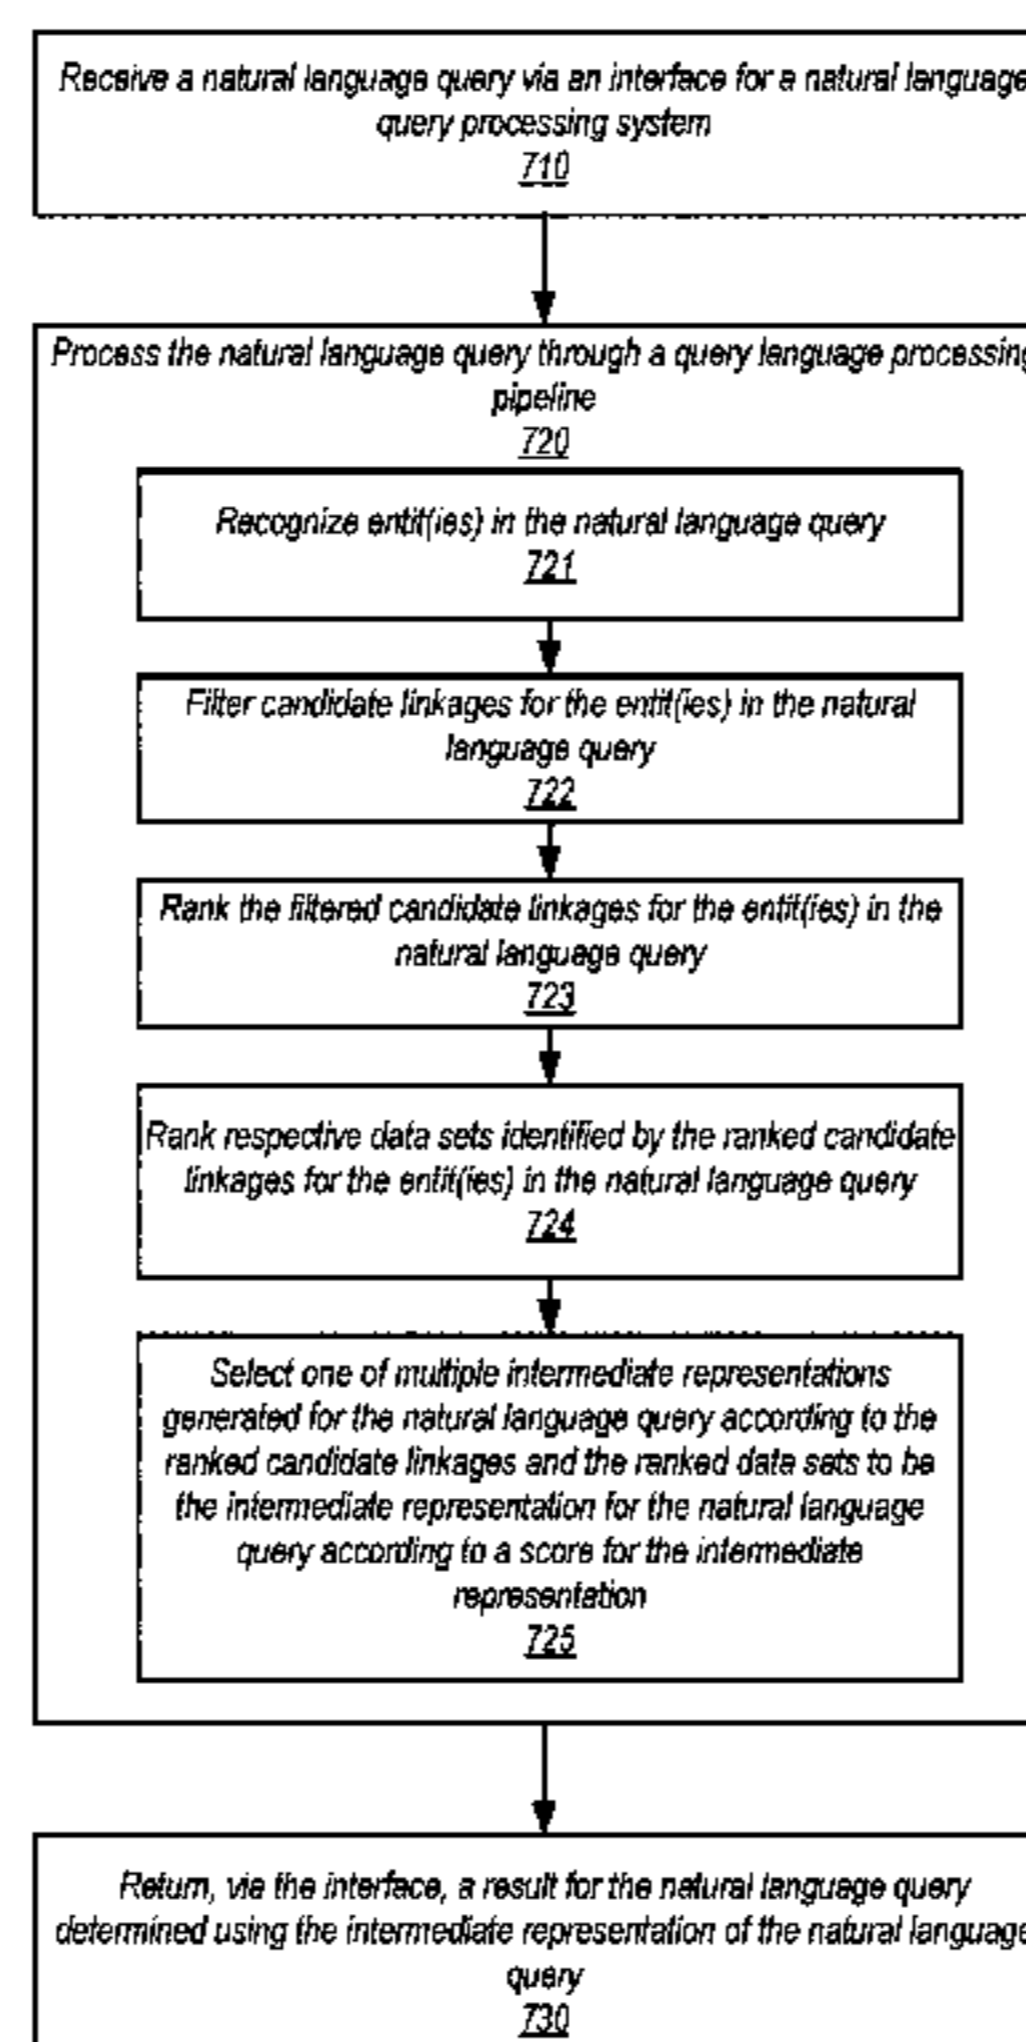 Receive a natural language query via an interface for a natural language
query processing system
710
Process the natural language query through a query language processing
pipeline
720
Recognize entit(ies) in the natural language query
721
Filter candidate linkages for the entit(ies) in the natural
language query
722
Rank the filtered candidate linkages for the entit(ies) in the
natural language query
723
Rank respective data sets identified by the ranked candidate
linkages for the entit(ies) in the natural language query
724
Select one of multiple intermediate representations
generated for the natural language query according to the
ranked candidate linkages and the ranked data sets to be
the intermediate representation for the natural language
query according to a score for the intermediate
representation
725
Return, via the interface, a result for the natural language query
determined using the intermediate representation of the natural language
query
730